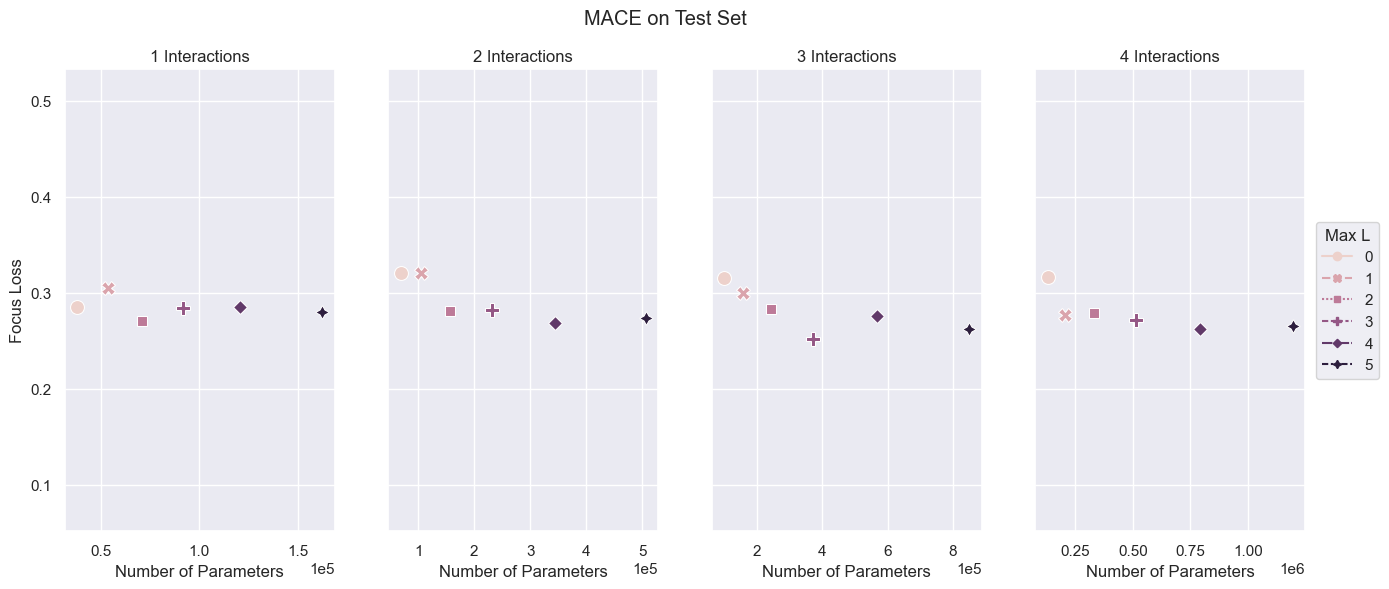 MACE on Test Set
1 Interactions
2 Interactions
3 Interactions
4 Interactions
Focus Loss
0.5
0.4
0.3
0.2
0.1
0.5 1.0 1.5
1e5
Number of Parameters
1 2 3 4 5
1e5
Number of Parameters
2 4 6 8
1e5
Number of Parameters
0.25 0.50 0.75 1.00
1e6
Number of Parameters
Max L
0
1
2
3
4
5